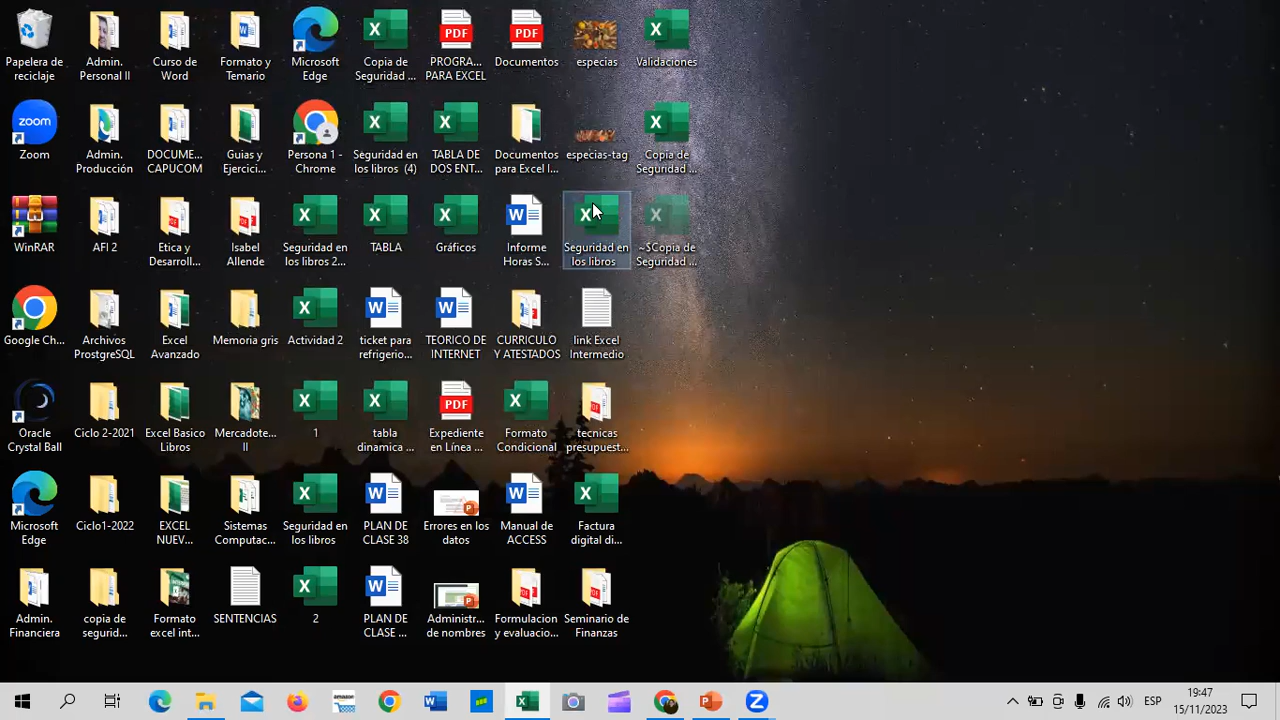 Papelera de
reciclaje
Admin.
Personal II
Curso de
Word
Formato y
Temario
Microsoft
Edge
Copia de
Seguridad ...
PDF
PROGRA...
PARA EXCEL
PDF
Documentos
especias
Validaciones
zoom
Zoom
Admin.
Producción
DOCUME...
CAPUCOM
Guias y
Ejercici...
Persona 1 -
Chrome
Seguridad en
los libros (4)
TABLA DE
DOS ENT...
Documentos
para Excel I...
especias-tag
Copia de
Seguridad ...
WinRAR
AFI 2
Etica y
Desarroll...
Isabel
Allende
Seguridad en
los libros 2...
TABLA
Gráficos
Informe
Horas S...
Seguridad en
los libros
~$Copia de
Seguridad ...
Google Ch...
Archivos
ProstgreSQL
Excel
Avanzado
Memoria gris
Actividad 2
ticket para
refrigerio...
TEORICO DE
INTERNET
CURRICULO
Y ATESTADOS
link Excel
Intermedio
Oracle
Crystal Ball
Ciclo 2-2021
Excel Basico
Libros
Mercadote...
II
1
tabla
dinamica ...
PDF
Expediente
en Línea ...
Formato
Condicional
tecnicas
presupuest...
Microsoft
Edge
Ciclo1-2022
EXCEL
NUEV...
Sistemas
Computac...
Seguridad en
los libros
PLAN DE
CLASE 38
Errores en los
datos
Manual de
ACCESS
Factura
digital di...
Admin.
Financiera
copia de
segurid...
Formato
excel int...
SENTENCIAS
2
PLAN DE
CLASE ...
Administr...
de nombres
Formulacion
y evaluacio...
Seminario de
Finanzas
ESP
19:47
15/11/2023